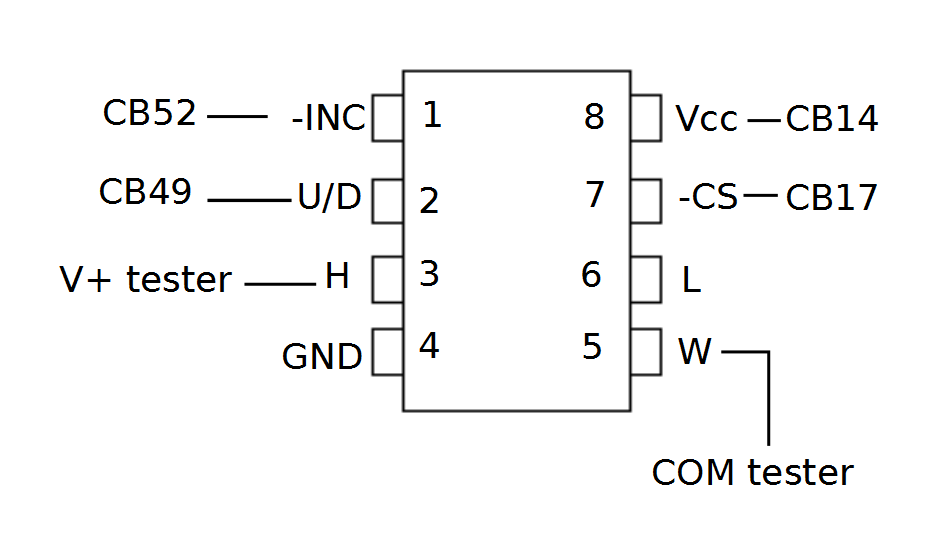 CB52 -INC 1 8 Vcc CB14
CB49 U/D 2 7 -CS CB17
V+ tester H 3 6 L
GND 4 5 W
COM tester